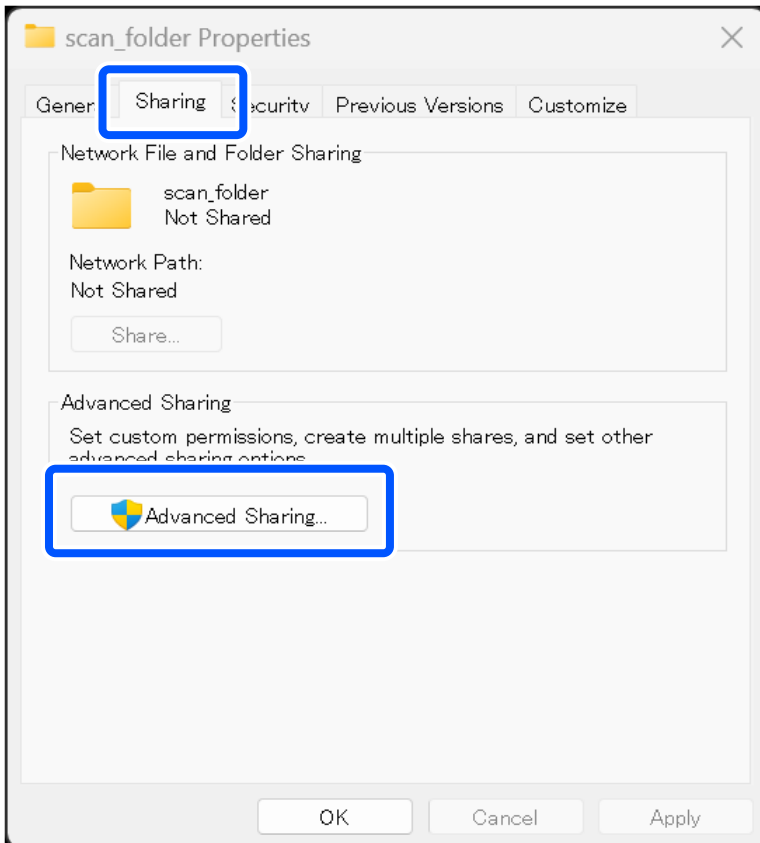 scan_folder Properties
Sharing Previous Versions Customize
Network File and Folder Sharing
scan_folder
Not Shared
Network Path:
Not Shared
Share...
Advanced Sharing
Set custom permissions, create multiple shares, and set other
advanced sharing options.
Advanced Sharing...
OK Cancel Apply